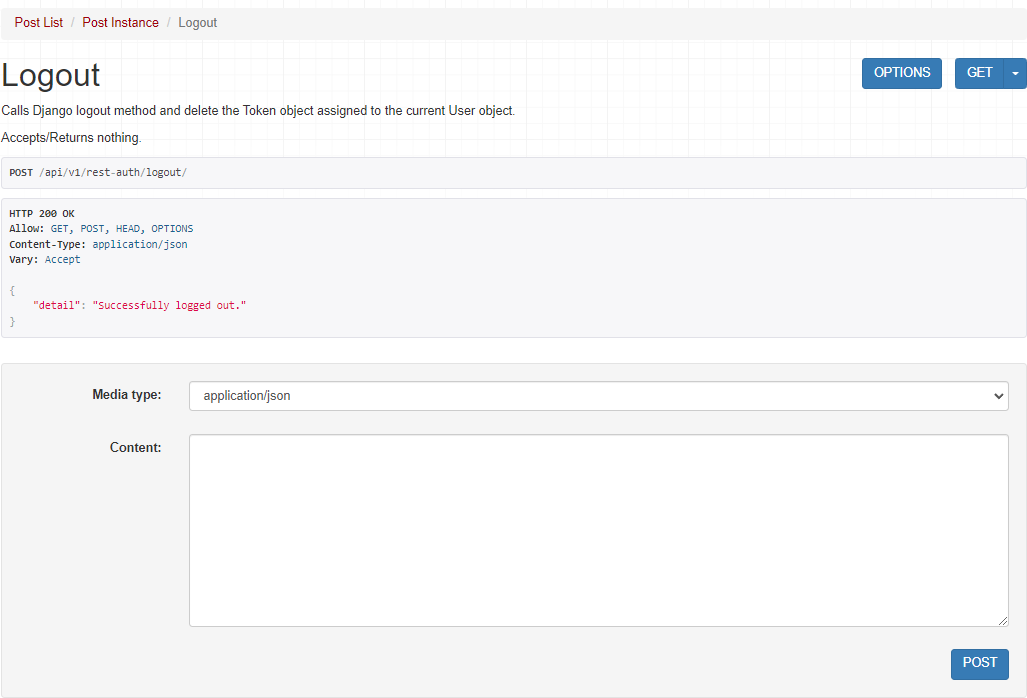 Post List / Post Instance / Logout
Logout
OPTIONS
GET
Calls Django logout method and delete the Token object assigned to the current User object.
Accepts/Returns nothing.
POST /api/v1/rest-auth/logout/
HTTP 200 OK
Allow: GET, POST, HEAD, OPTIONS
Content-Type: application/json
Vary: Accept
{
    "detail": "Successfully logged out."
}
Media type: application/json
Content:
POST